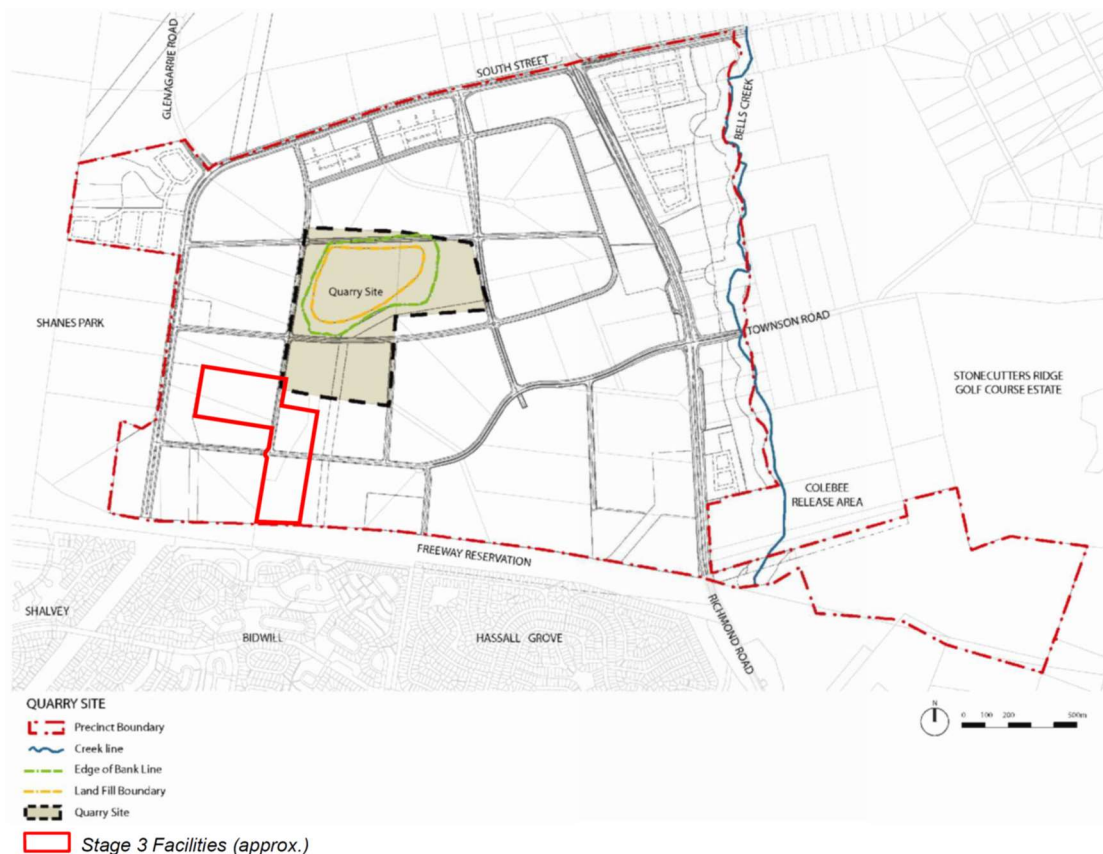 GLENAGARRIE ROAD
SOUTH STREET
BELLS CREEK
Quarry Site
SHANES PARK
TOWNSON ROAD
STONECUTTERS RIDGE
GOLF COURSE ESTATE
COLEBEE
RELEASE AREA
FREEWAY RESERVATION
SHALVEY
BIDWILL
HASSALL GROVE
RICHMOND ROAD
QUARRY SITE
Precinct Boundary
Creek line
Edge of Bank Line
Land Fill Boundary
Quarry Site
Stage 3 Facilities (approx.)
N
0 100 200 500m